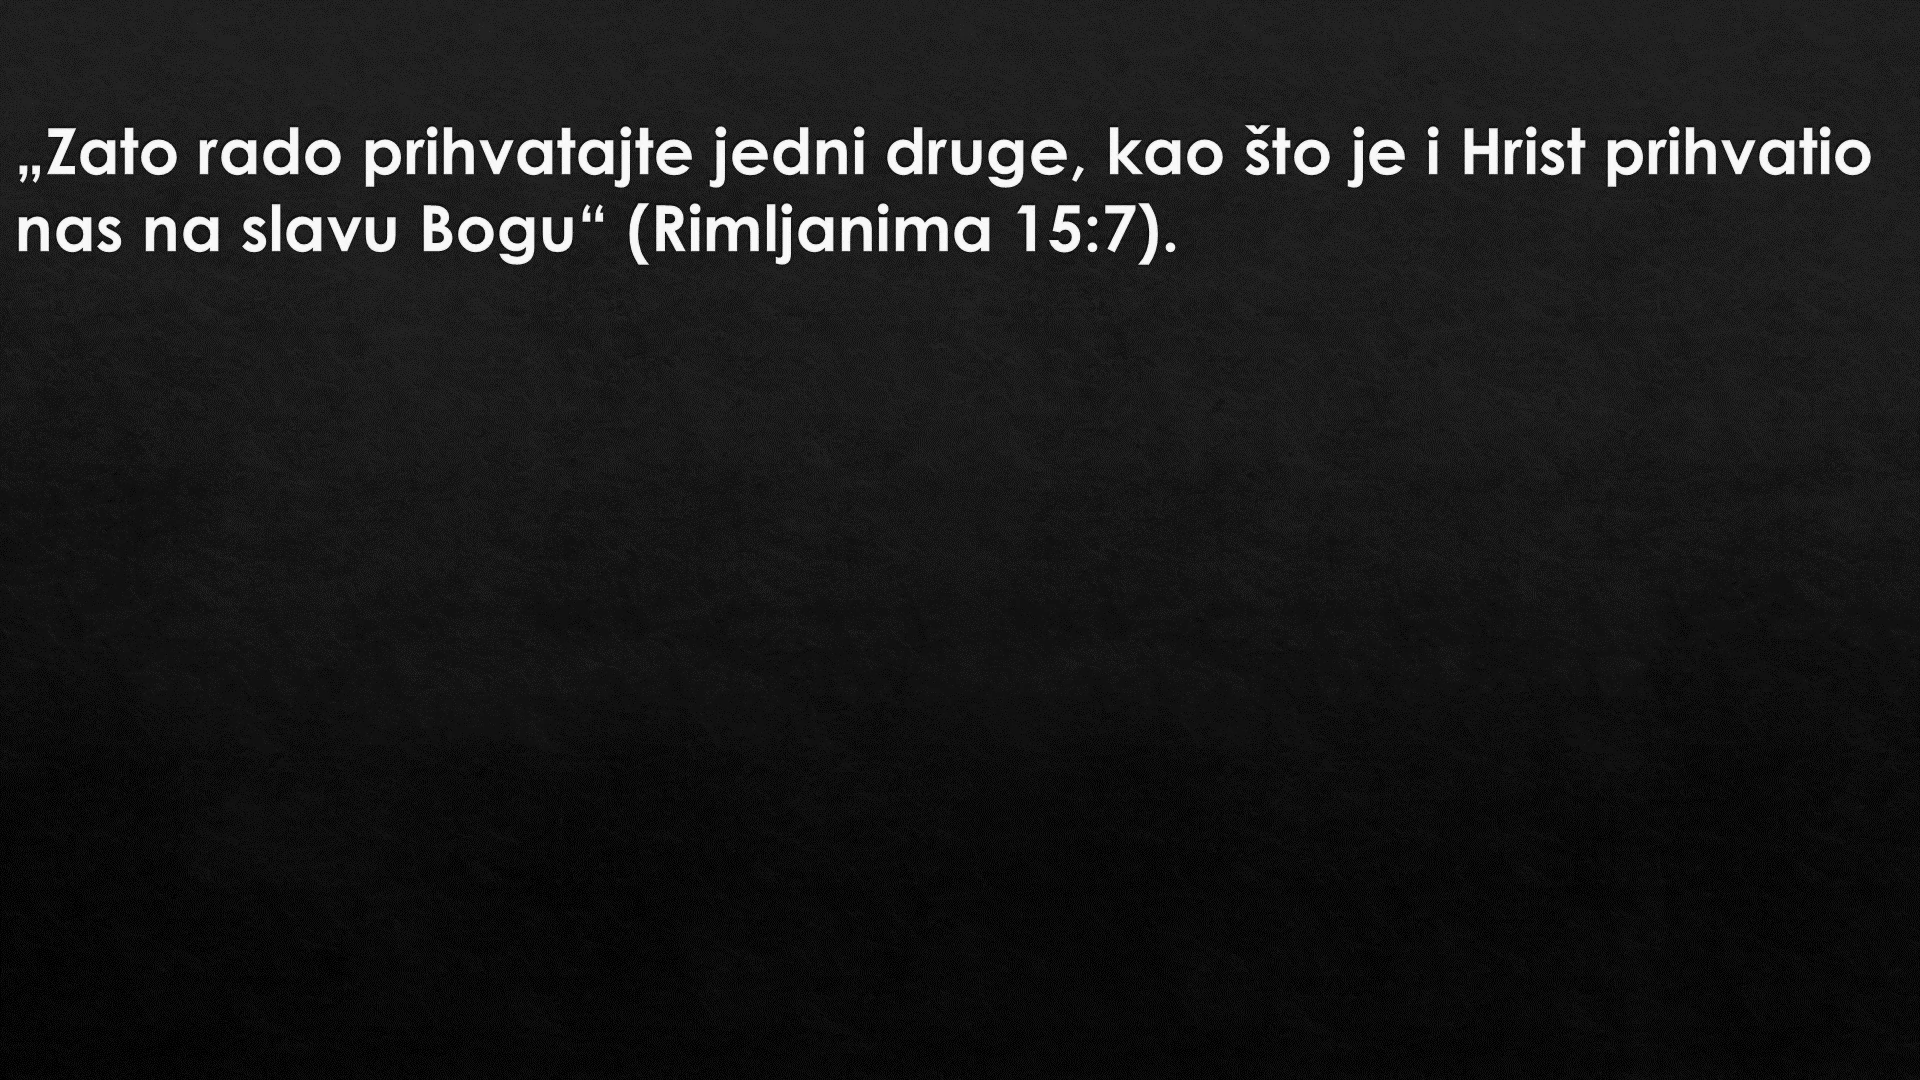 „Zato rado prihvatajte jedni druge, kao što je i Hrist prihvatio
nas na slavu Bogu“ (Rimljanima 15:7).